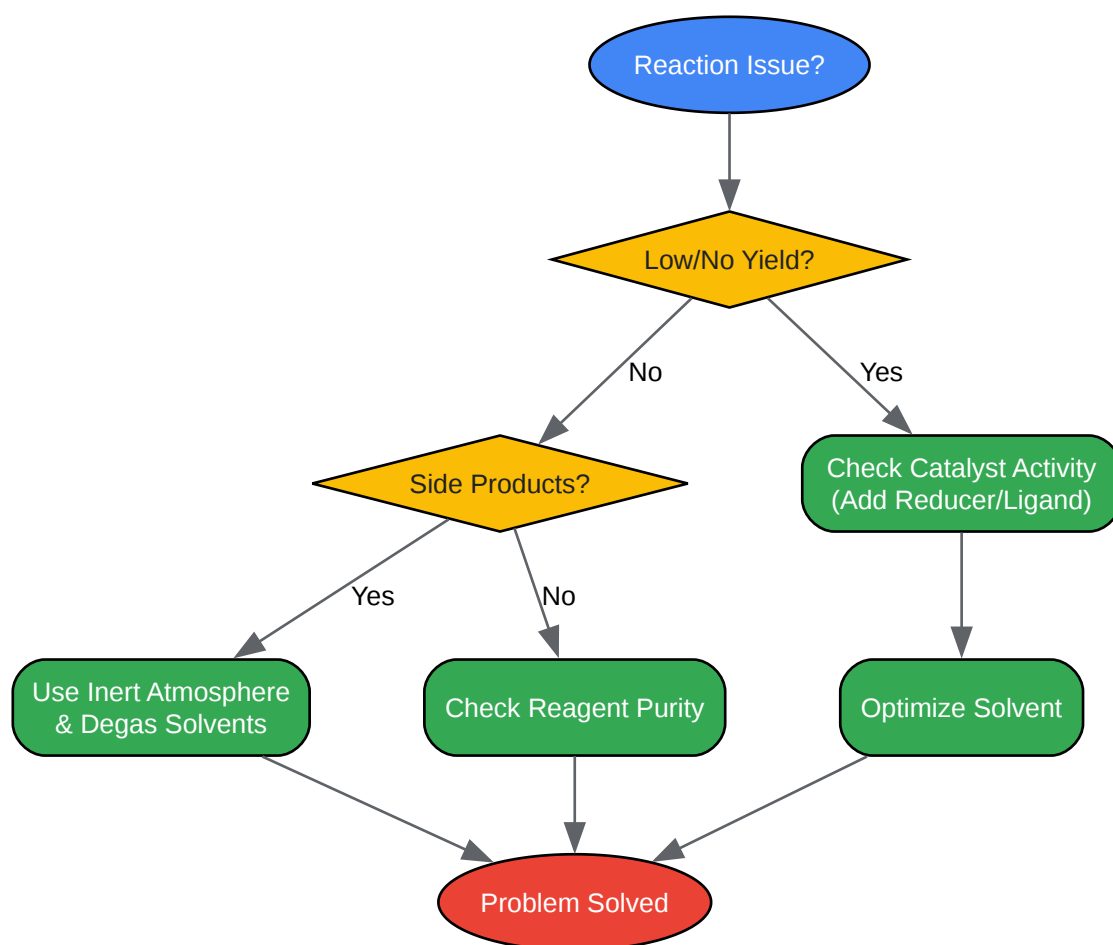 Reaction Issue?
Low/No Yield?
No
Yes
Side Products?
Check Catalyst Activity
(Add Reducer/Ligand)
Yes
No
Use Inert Atmosphere
& Degas Solvents
Check Reagent Purity
Optimize Solvent
Problem Solved